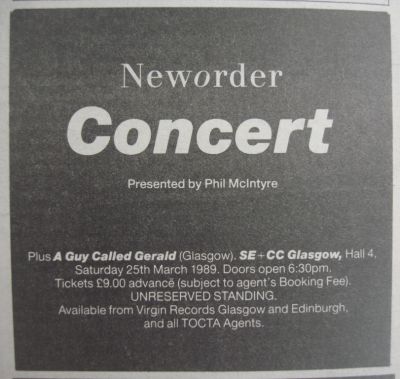 Neworder
Concert
Presented by Phil McIntyre
Plus A Guy Called Gerald (Glasgow). SE+CC Glasgow, Hall 4.
Saturday 25th March 1989. Doors open 6:30pm.
Tickets £9.00 advance (subject to agent's Booking Fee).
UNRESERVED STANDING.
Available from Virgin Records Glasgow and Edinburgh,
and all TOCTA Agents.